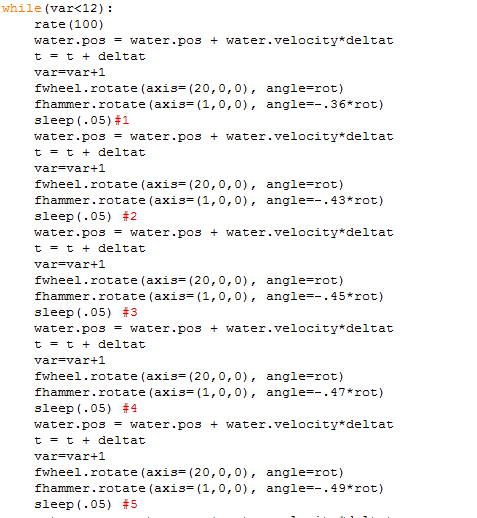 while(var<12):
rate(100)
water.pos = water.pos + water.velocity*deltat
t = t + deltat
var=var+1
fwheel.rotate(axis=(20,0,0), angle=rot)
fhammer.rotate(axis=(1,0,0), angle=-.36*rot)
sleep(.05)#1
water.pos = water.pos + water.velocity*deltat
t = t + deltat
var=var+1
fwheel.rotate(axis=(20,0,0), angle=rot)
fhammer.rotate(axis=(1,0,0), angle=-.43*rot)
sleep(.05) #2
water.pos = water.pos + water.velocity*deltat
t = t + deltat
var=var+1
fwheel.rotate(axis=(20,0,0), angle=rot)
fhammer.rotate(axis=(1,0,0), angle=-.45*rot)
sleep(.05) #3
water.pos = water.pos + water.velocity*deltat
t = t + deltat
var=var+1
fwheel.rotate(axis=(20,0,0), angle=rot)
fhammer.rotate(axis=(1,0,0), angle=-.47*rot)
sleep(.05) #4
water.pos = water.pos + water.velocity*deltat
t = t + deltat
var=var+1
fwheel.rotate(axis=(20,0,0), angle=rot)
fhammer.rotate(axis=(1,0,0), angle=-.49*rot)
sleep(.05) #5